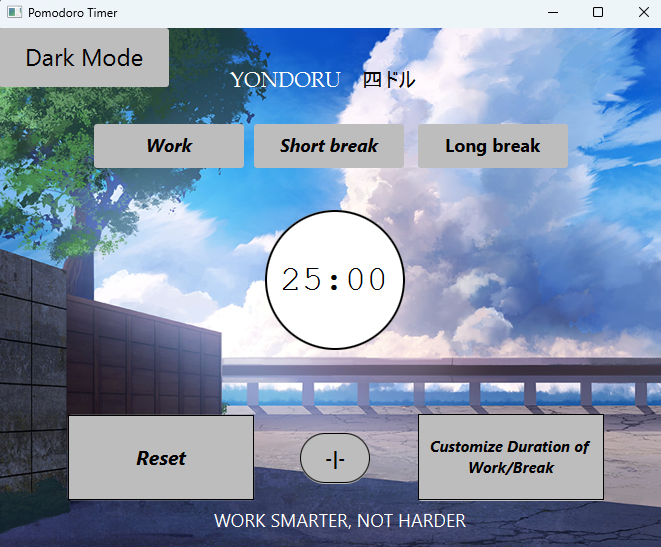 Pomodoro Timer
Dark Mode
YONDORU 四ドル
Work
Short break
Long break
25:00
Reset
-|-
Customize Duration of
Work/Break
WORK SMARTER, NOT HARDER